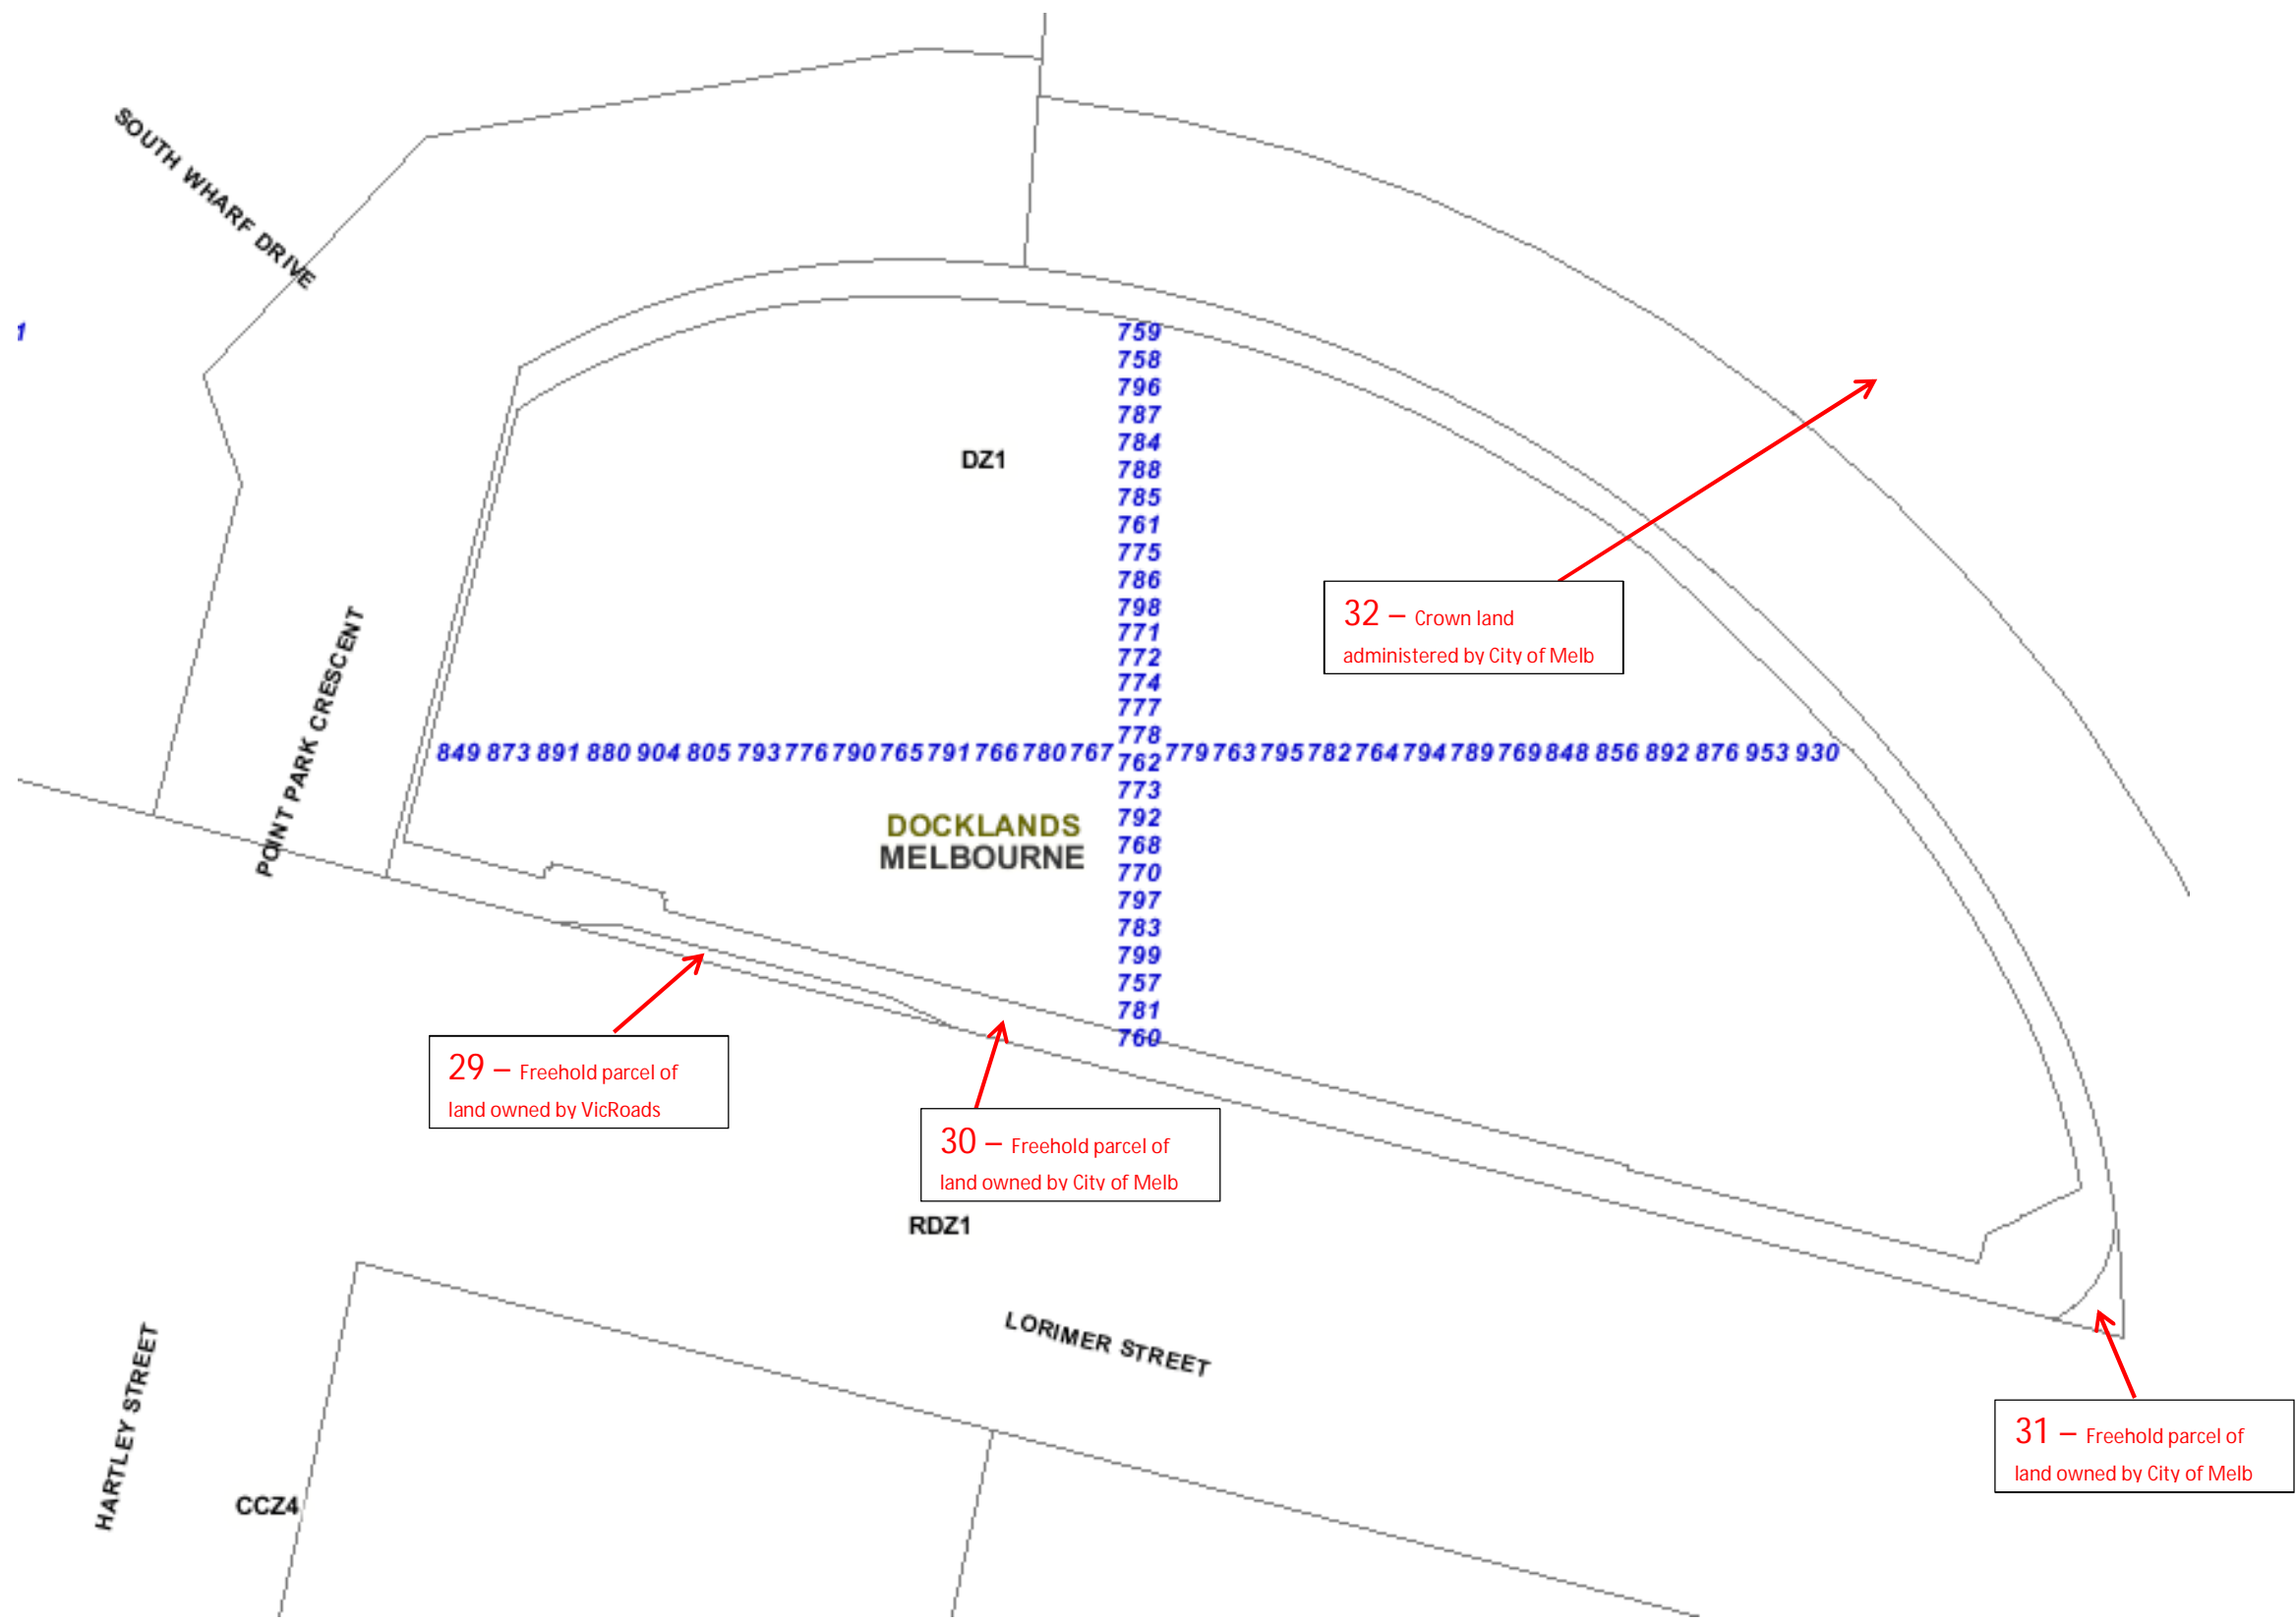 SOUTH WHARF DRIVE
1
759
758
796
787
784
DZ1
788
785
761
775
786
798
771
772
774
777
778
32 – Crown land
administered by City of Melb
POINT PARK CRESCENT
849 873 891 880 904 805 793 776 790 765 791 766 780 767 779 763 795 782 764 794 789 769 848 856 892 876 953 930
762
773
792
768
770
797
783
799
757
781
760
DOCKLANDS
MELBOURNE
29 – Freehold parcel of
land owned by VicRoads
30 – Freehold parcel of
land owned by City of Melb
RDZ1
LORIMER STREET
HARTLEY STREET
CCZ4
31 – Freehold parcel of
land owned by City of Melb